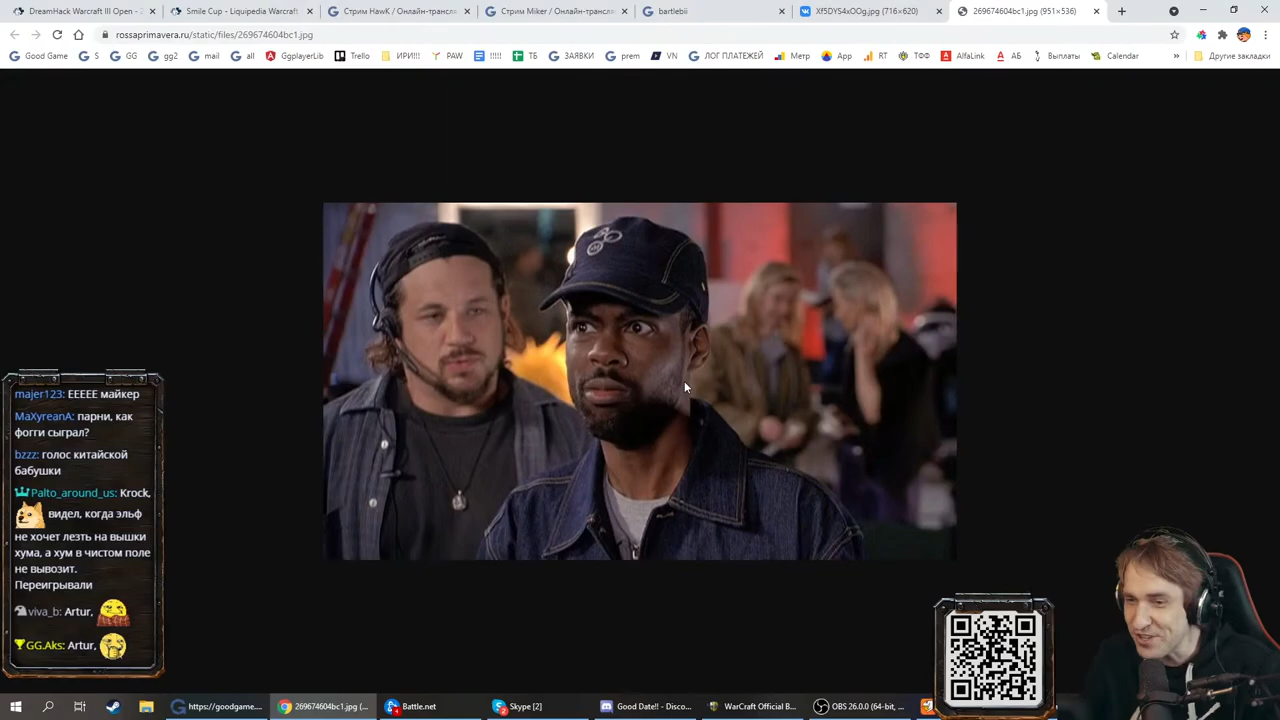 DreamHack Warcraft III Open - 2
Smile Cup - Liquipedia Warcraft
Стрим HawK / Онлайн-трансля
Стрим Miker / Онлайн-трансл
bartlebii
Xf5DYS4xOOg.jpg (716×620)
269674604bc1.jpg (951×536)
rossaprimavera.ru/static/files/269674604bc1.jpg
Good Game
S
GG
gg2
mail
all
GgplayerLib
Trello
ИРИ!!!
PAW
!!!!!
ТБ
ЗАЯВКИ
prem
VN
ЛОГ ПЛАТЕЖЕЙ
Метр
App
RT
ТФФ
AlfaLink
АБ
Выплаты
Calendar
»
Другие закладки
majer123: ЕЕЕЕЕ майкер
MaXyreanA: парни, как
фогги сыграл?
bzzz: голос китайской
бабушки
Palto_around_us: Krock,
видел, когда эльф
не хочет лезть на вышки
хума, а хум в чистом поле
не вывозит.
Переигрывали
viva_b: Artur,
GG.Aks: Artur,
https://goodgame....
269674604bc1.jpg (...
Battle.net
Skype [2]
Good Date!! - Disco...
WarCraft Official B...
OBS 26.0.0 (64-bit, ...